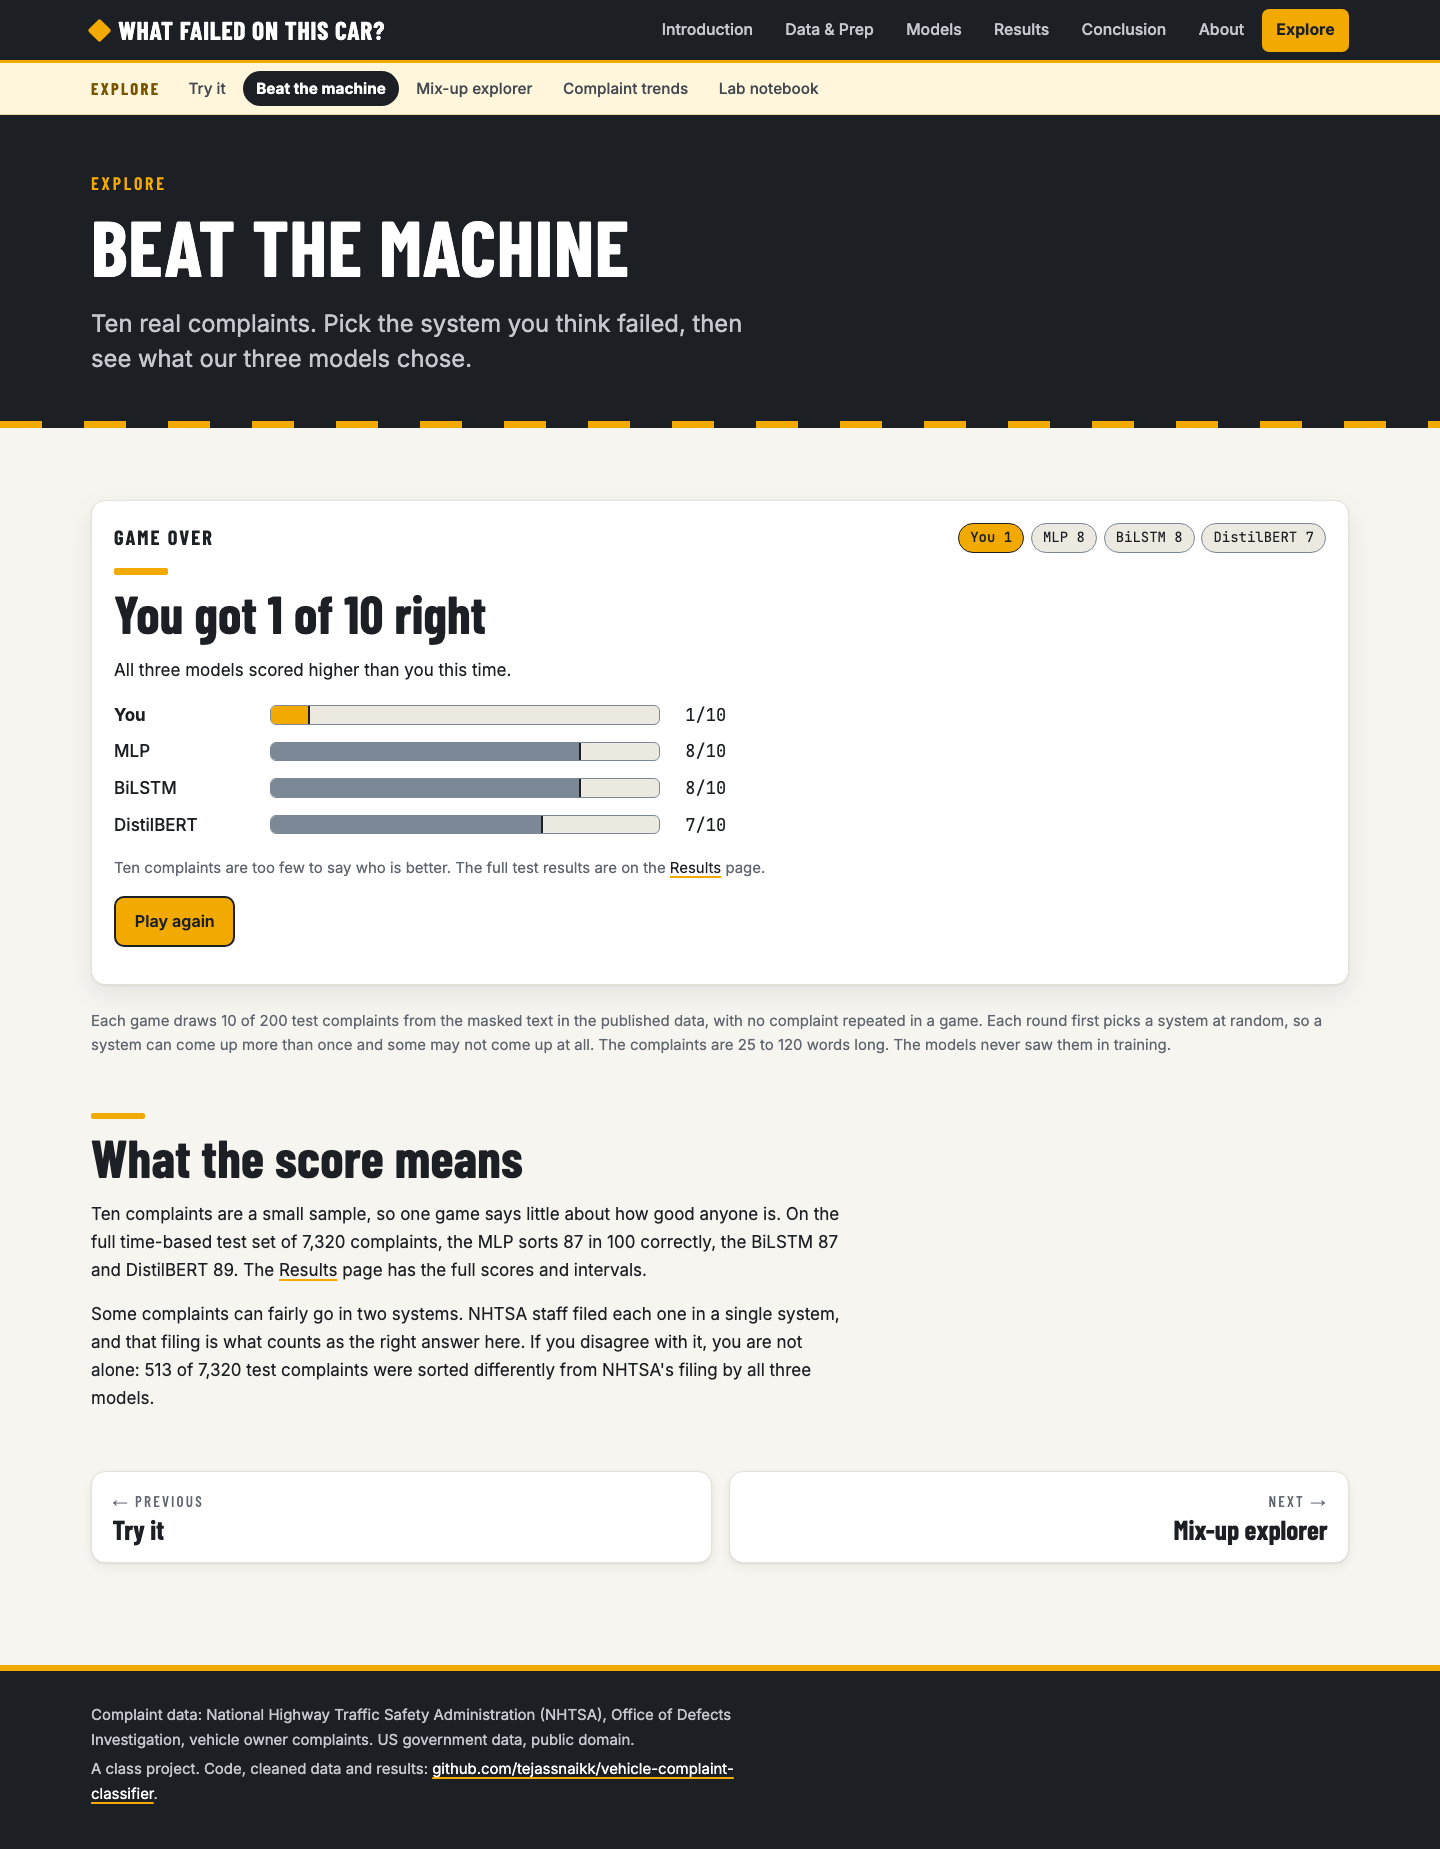 WHAT FAILED ON THIS CAR?
Introduction
Data & Prep
Models
Results
Conclusion
About
Explore
EXPLORE
Try it
Beat the machine
Mix-up explorer
Complaint trends
Lab notebook
EXPLORE
BEAT THE MACHINE
Ten real complaints. Pick the system you think failed, then
see what our three models chose.
GAME OVER
You 1
MLP 8
BiLSTM 8
DistilBERT 7
You got 1 of 10 right
All three models scored higher than you this time.
You 1/10
MLP 8/10
BiLSTM 8/10
DistilBERT 7/10
Ten complaints are too few to say who is better. The full test results are on the Results page.
Play again
Each game draws 10 of 200 test complaints from the masked text in the published data, with no complaint repeated in a game. Each round first picks a system at random, so a
system can come up more than once and some may not come up at all. The complaints are 25 to 120 words long. The models never saw them in training.
What the score means
Ten complaints are a small sample, so one game says little about how good anyone is. On the
full time-based test set of 7,320 complaints, the MLP sorts 87 in 100 correctly, the BiLSTM 87
and DistilBERT 89. The Results page has the full scores and intervals.
Some complaints can fairly go in two systems. NHTSA staff filed each one in a single system,
and that filing is what counts as the right answer here. If you disagree with it, you are not
alone: 513 of 7,320 test complaints were sorted differently from NHTSA's filing by all three
models.
← PREVIOUS
Try it
NEXT →
Mix-up explorer
Complaint data: National Highway Traffic Safety Administration (NHTSA), Office of Defects
Investigation, vehicle owner complaints. US government data, public domain.
A class project. Code, cleaned data and results: github.com/tejassnaikk/vehicle-complaint-
classifier.